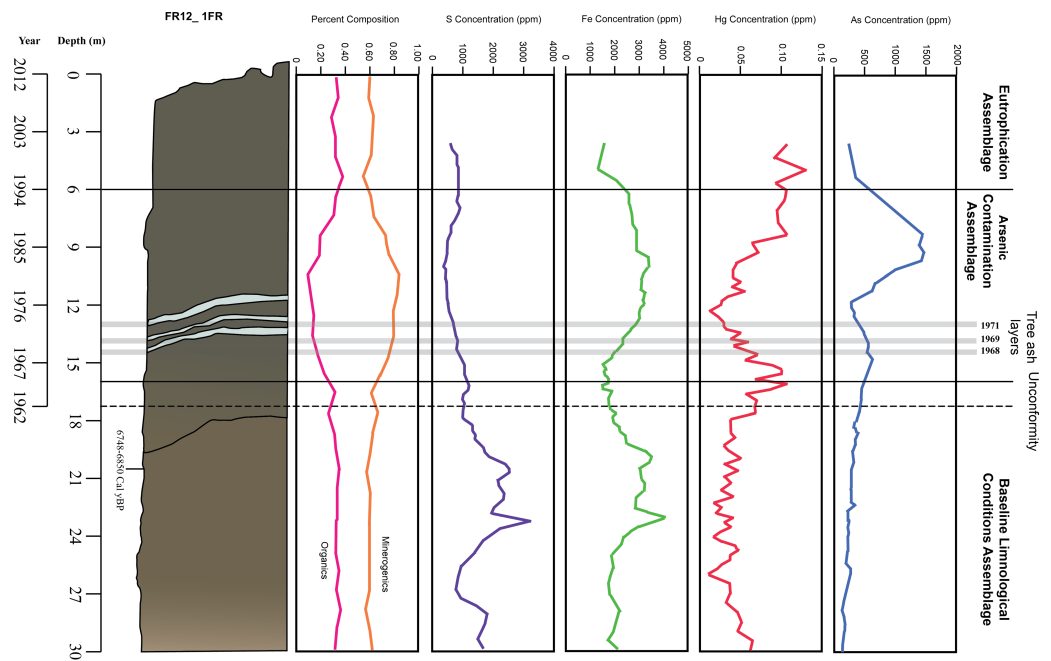 FR12_ 1FR
Percent Composition
S Concentration (ppm)
Fe Concentration (ppm)
Hg Concentration (ppm)
As Concentration (ppm)
Year
Depth (m)
0
0.20
0.40
0.60
0.80
1.00
0
1000
2000
3000
4000
0
1000
2000
3000
4000
5000
0
0.05
0.10
0.15
0
500
1000
1500
2000
2012
2003
1994
1985
1976
1967
1962
0
3
6
9
12
15
18
21
24
27
30
6748-6850 Cal yBP
Organics
Minerogenics
Eutrophication
Assemblage
Arsenic
Contamination
Assemblage
1971
1969
1968
Tree ash
layers
Unconformity
Baseline Limnological
Conditions Assemblage